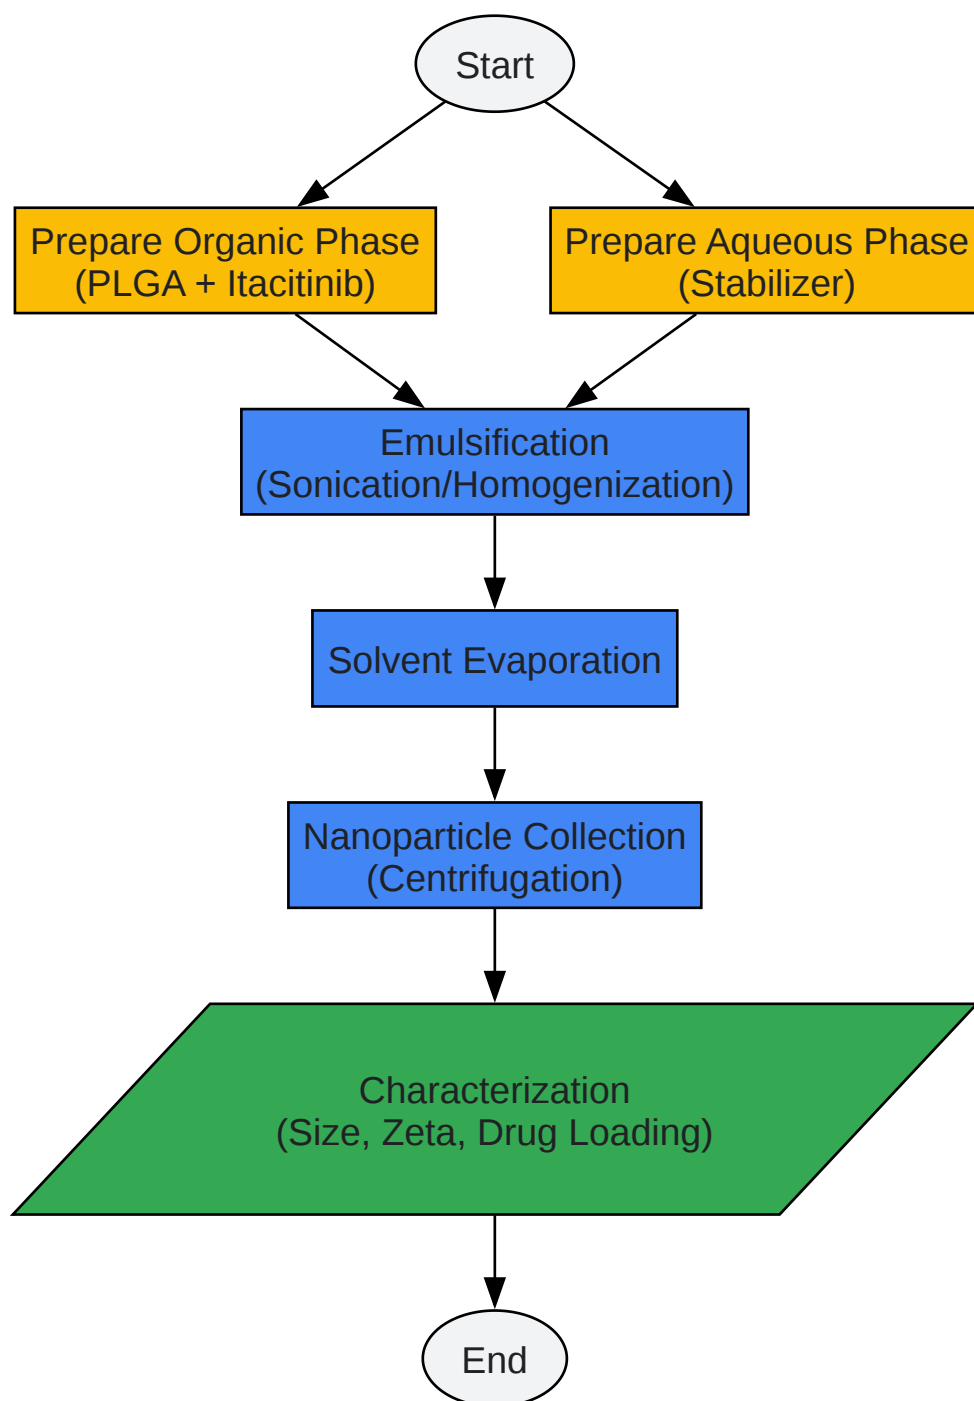 Start
Prepare Organic Phase
(PLGA + Itacitinib)
Prepare Aqueous Phase
(Stabilizer)
Emulsification
(Sonication/Homogenization)
Solvent Evaporation
Nanoparticle Collection
(Centrifugation)
Characterization
(Size, Zeta, Drug Loading)
End